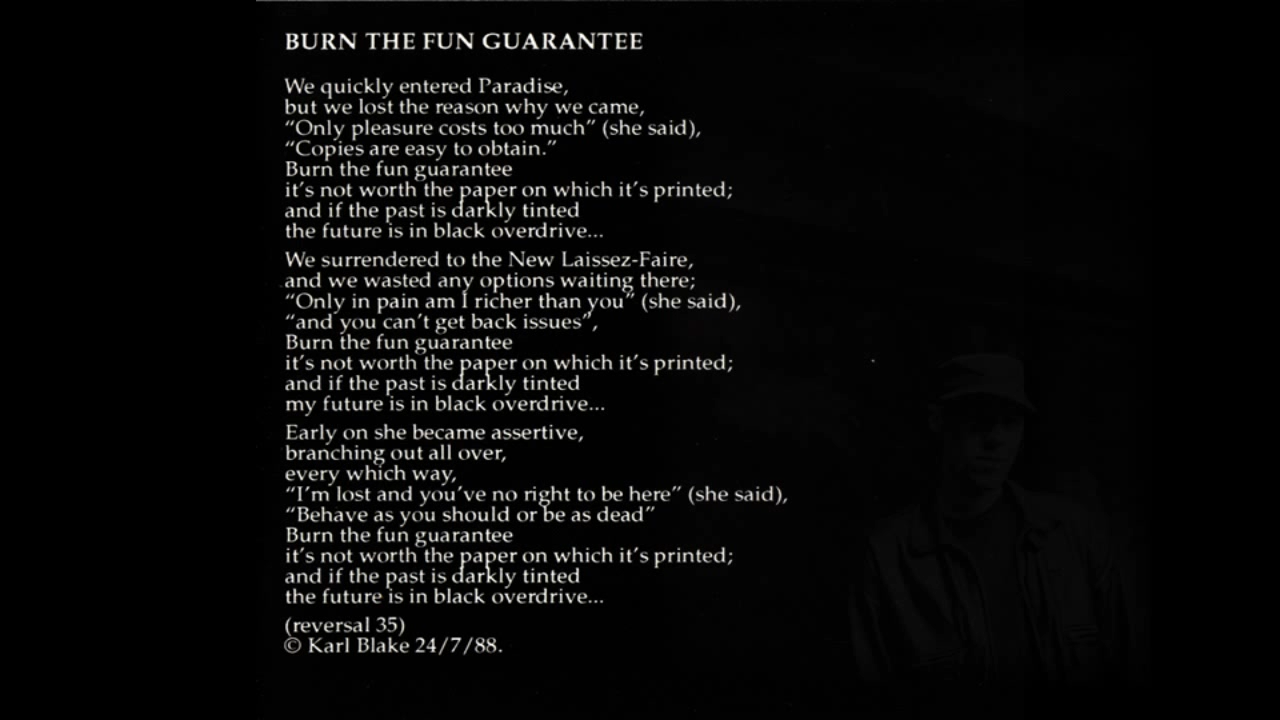 BURN THE FUN GUARANTEE
We quickly entered Paradise,
but we lost the reason why we came,
“Only pleasure costs too much” (she said),
“Copies are easy to obtain.”
Burn the fun guarantee
it’s not worth the paper on which it’s printed;
and if the past is darkly tinted
the future is in black overdrive...
We surrendered to the New Laissez-Faire,
and we wasted any options waiting there;
“Only in pain am I richer than you” (she said),
“and you can’t get back issues”,
Burn the fun guarantee
it’s not worth the paper on which it’s printed;
and if the past is darkly tinted
my future is in black overdrive...
Early on she became assertive,
branching out all over,
every which way,
“I’m lost and you’ve no right to be here” (she said),
“Behave as you should or be as dead”
Burn the fun guarantee
it’s not worth the paper on which it’s printed;
and if the past is darkly tinted
the future is in black overdrive...
(reversal 35)
© Karl Blake 24/7/88.